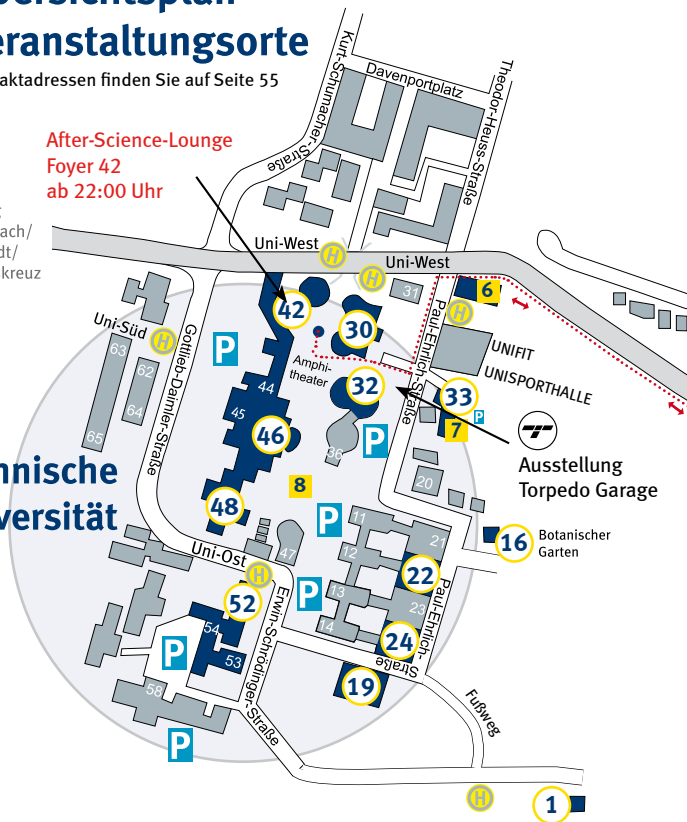 eranstaltungsorte
aktadressen finden Sie auf Seite 55
After-Science-Lounge
Foyer 42
ab 22:00 Uhr
ach/
dt/
kreuz
Kurt-Schumacher-Straße
Davenportplatz
Theodor-Heuss-Straße
Uni-West
H
H
Uni-West
31
6
H
42
30
Uni-Süd
H
Gottlieb-Daimler-Straße
P
Amphi-
theater
Paul-Ehrlich-Straße
UNIFIT
UNISPORTHALLE
63
62
64
65
44
45
46
32
33
P
7
36
P
Ausstellung
Torpedo Garage
nnische
versität
8
48
20
P
11
12
13
14
21
22
23
24
16
Botanischer
Garten
Uni-Ost
47
H
52
P
54
53
P
58
P
Erwin-Schrödinger-Straße
19
Paul-Ehrlich-
Straße
Fußweg
H
1